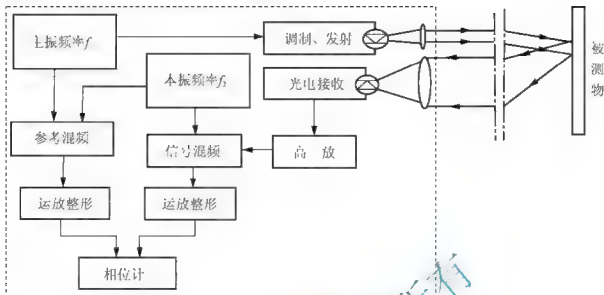 主振频率f
调制、发射
本振频率f₂
光电接收
被测物
参考混频
信号混频
高 放
运放整形
运放整形
相位计